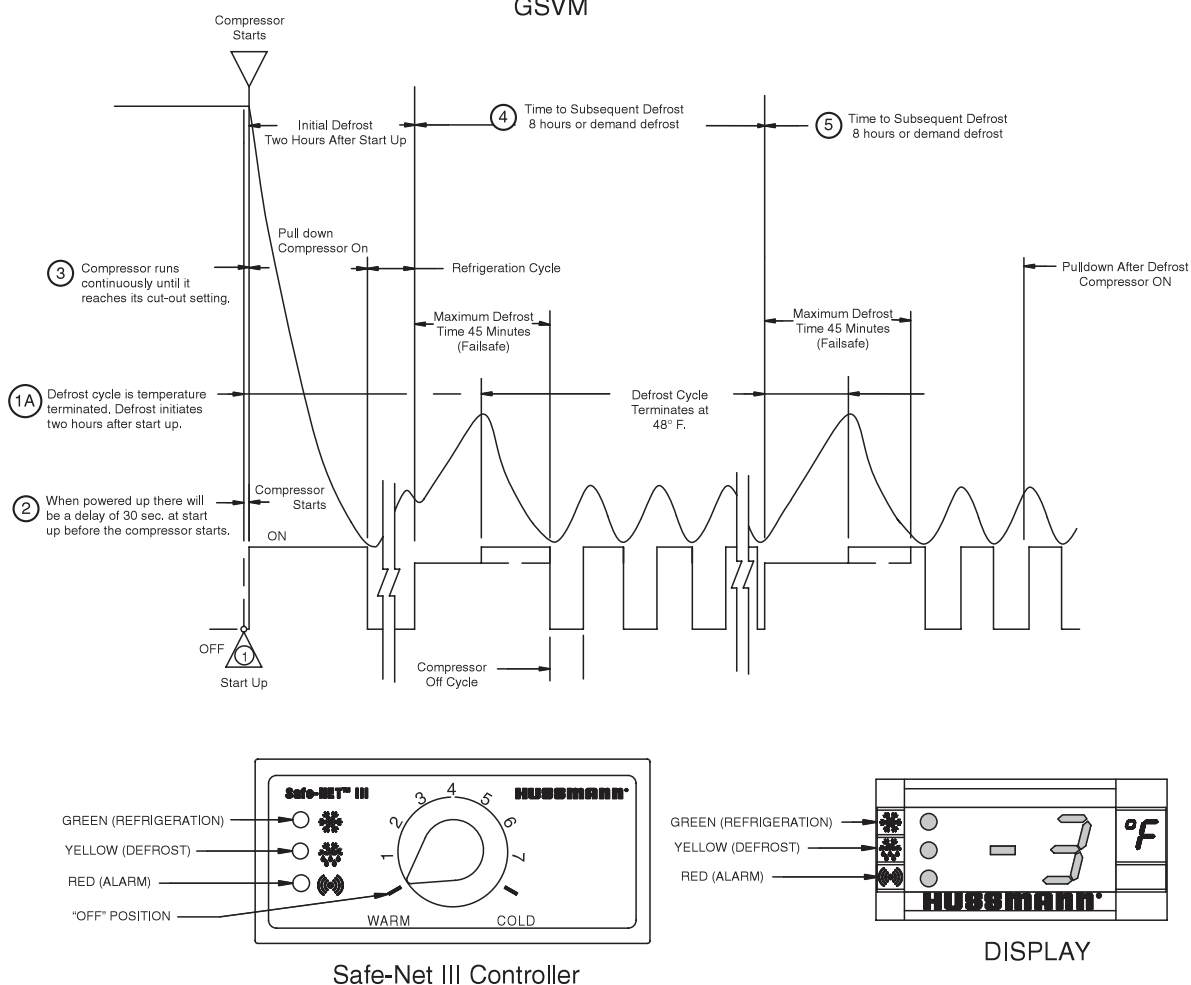 GSVM
Compressor
Starts
Initial Defrost
Two Hours After Start Up
4
Time to Subsequent Defrost
8 hours or demand defrost
5
Time to Subsequent Defrost
8 hours or demand defrost
Pull down
Compressor On
3
Compressor runs
continuously until it
reaches its cut-out setting.
Refrigeration Cycle
Pulldown After Defrost
Compressor ON
Maximum Defrost
Time 45 Minutes
(Failsafe)
Maximum Defrost
Time 45 Minutes
(Failsafe)
1A
Defrost cycle is temperature
terminated. Defrost initiates
two hours after start up.
Defrost Cycle
Terminates at
48° F.
2
When powered up there will
be a delay of 30 sec. at start
up before the compressor starts.
Compressor
Starts
ON
OFF
1
Start Up
Compressor
Off Cycle
Safe-NET™ III
HUSSMANN®
1
2
3
4
5
6
7
GREEN (REFRIGERATION)
YELLOW (DEFROST)
RED (ALARM)
"OFF" POSITION
WARM
COLD
Safe-Net III Controller
GREEN (REFRIGERATION)
YELLOW (DEFROST)
RED (ALARM)
-3
°F
HUSSMANN®
DISPLAY